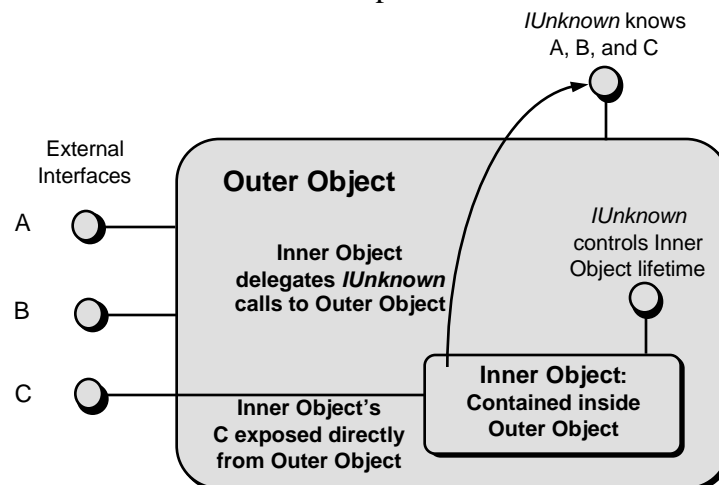 IUnknown knows
A, B, and C
External
Interfaces
Outer Object
A
IUnknown
controls Inner
Object lifetime
Inner Object
delegates IUnknown
calls to Outer Object
B
C
Inner Object:
Contained inside
Outer Object
Inner Object's
C exposed directly
from Outer Object